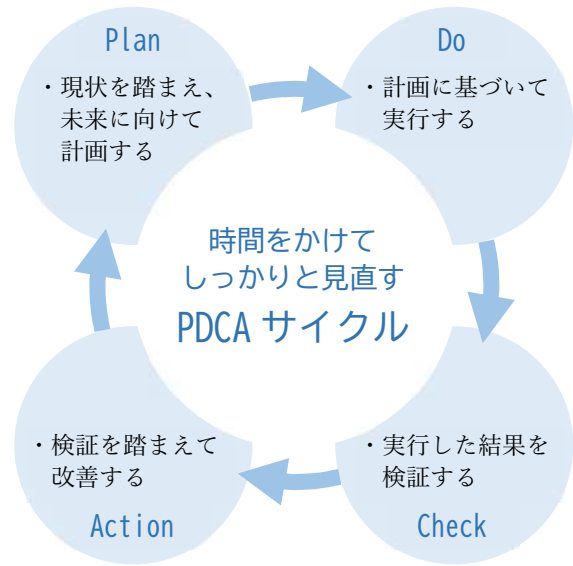 Plan
・現状を踏まえ、
未来に向けて
計画する
Do
・計画に基づいて
実行する
時間をかけて
しっかりと見直す
PDCA サイクル
・検証を踏まえて
改善する
Action
・実行した結果を
検証する
Check